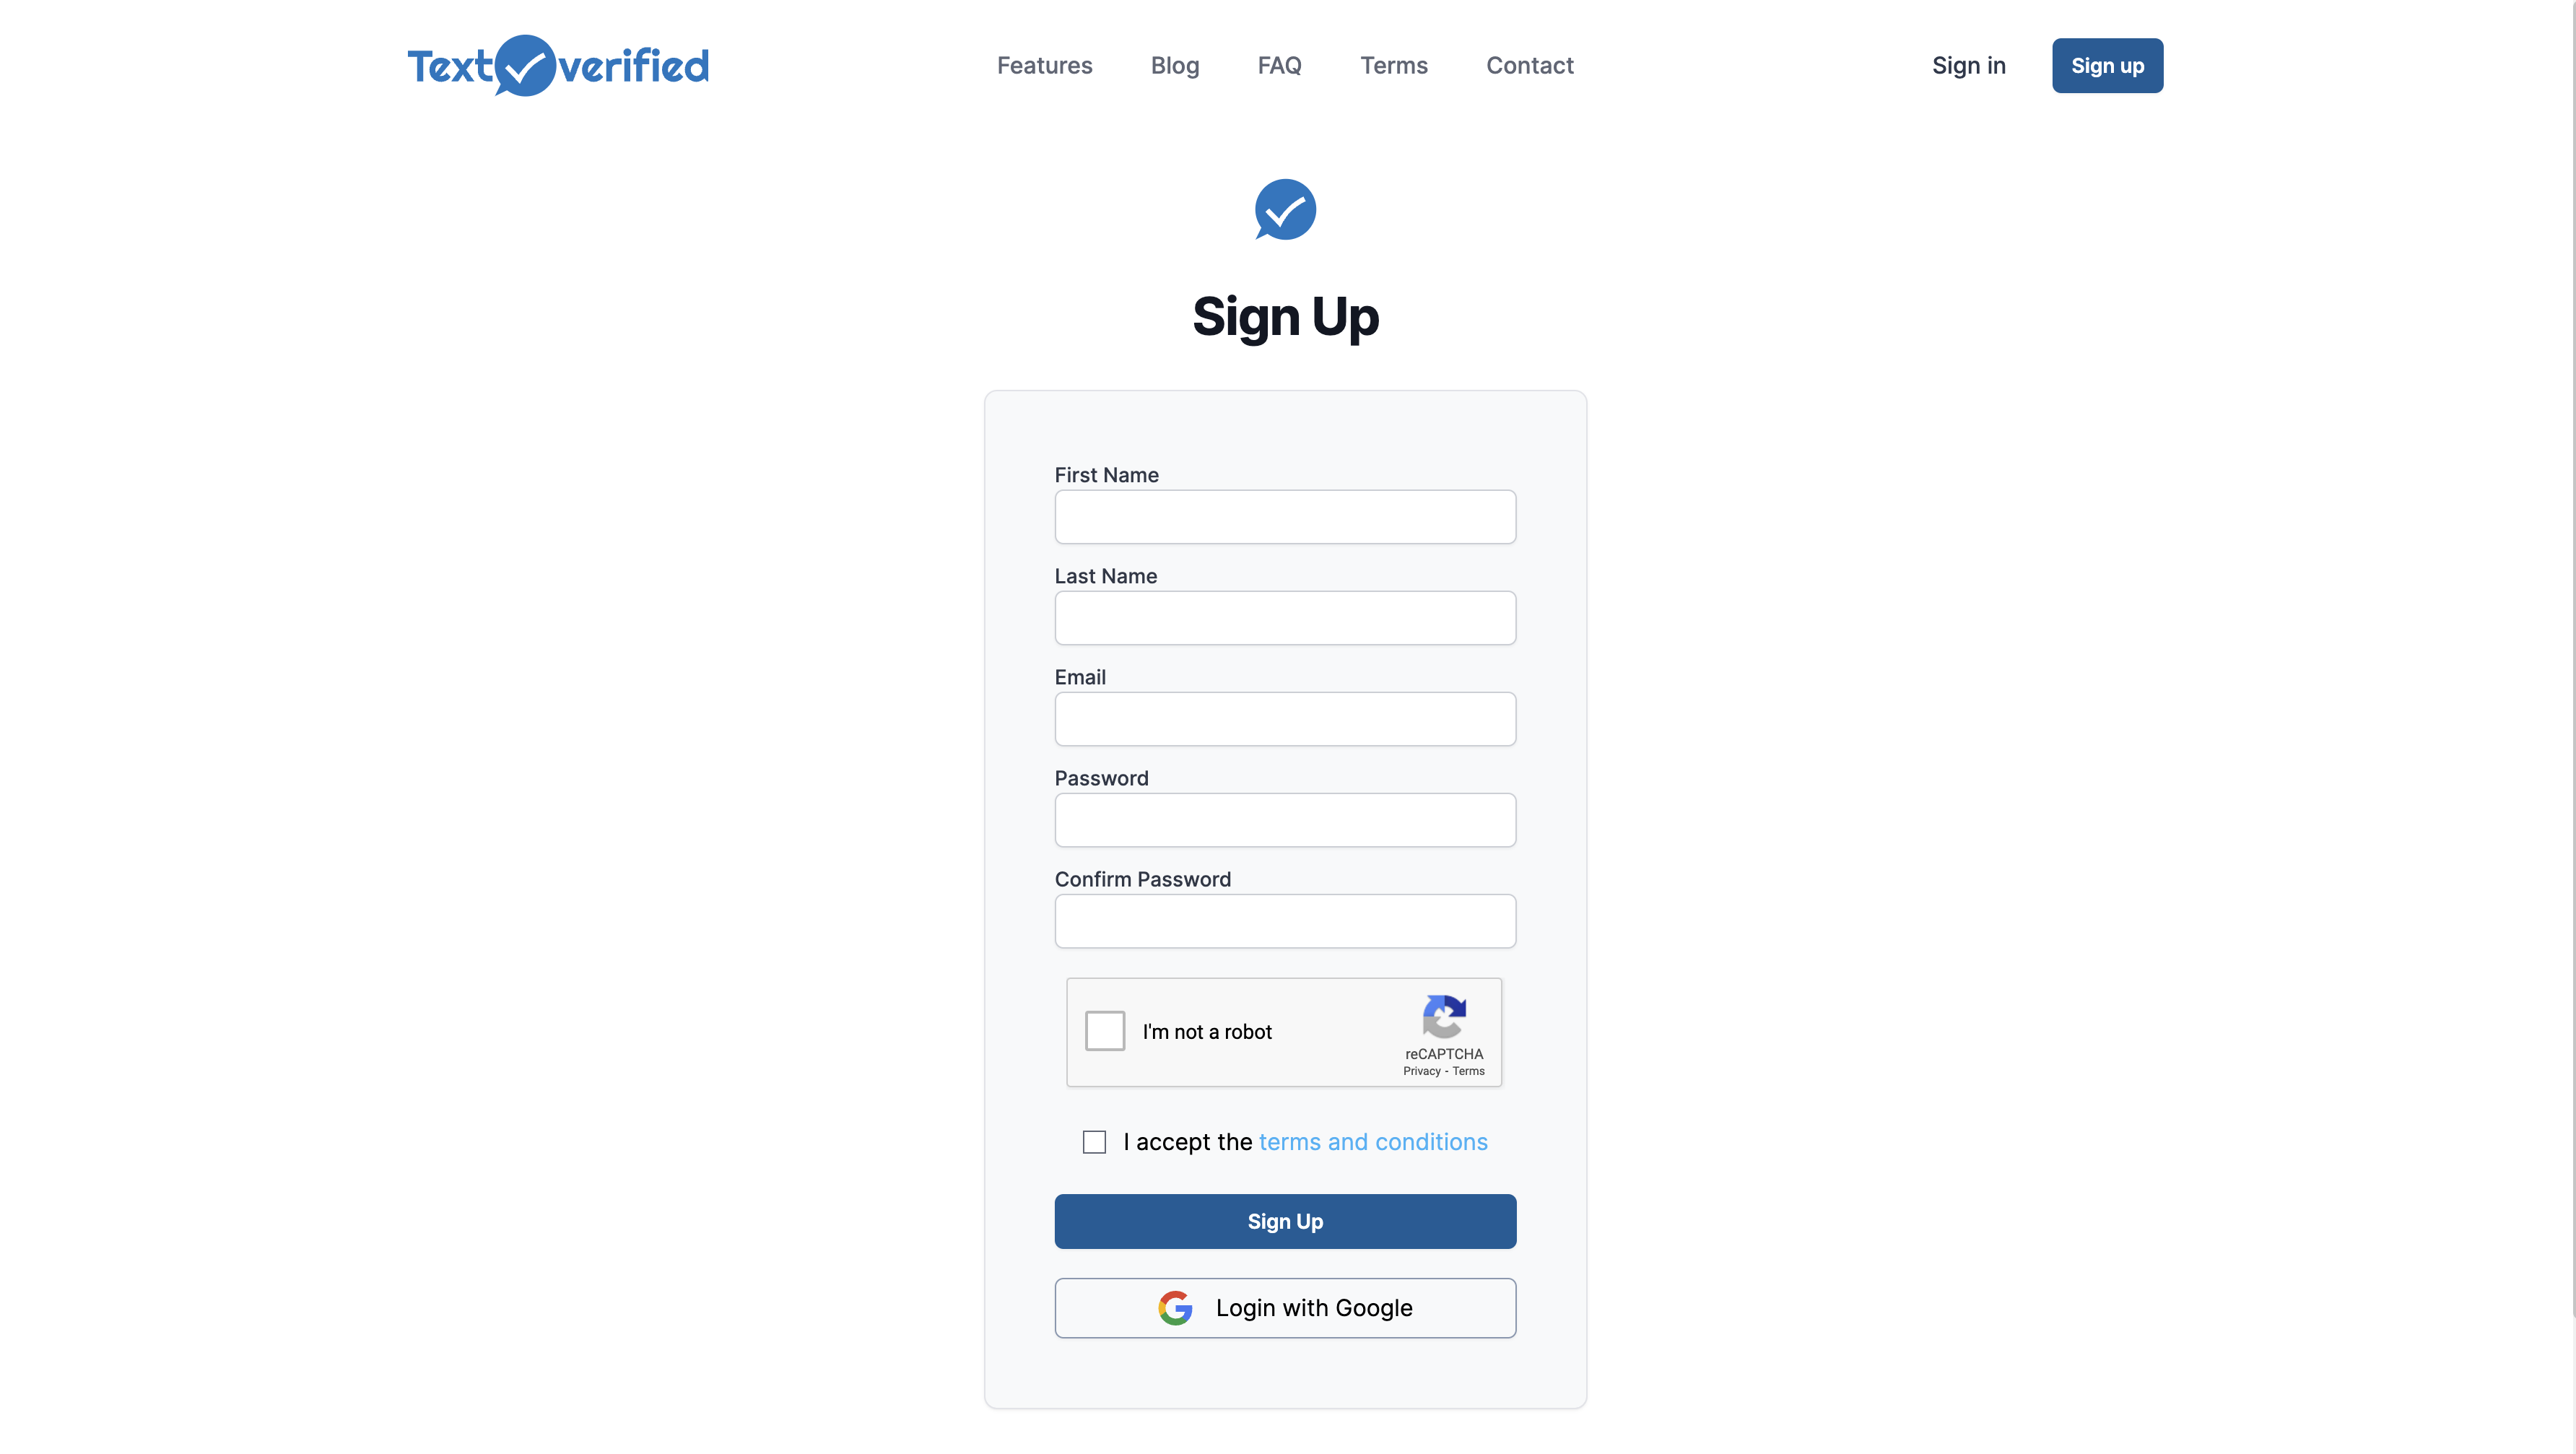 Textverified
Features Blog FAQ Terms Contact Sign in Sign up
Sign Up
First Name
Last Name
Email
Password
Confirm Password
I'm not a robot
reCAPTCHA
Privacy - Terms
I accept the terms and conditions
Sign Up
Login with Google